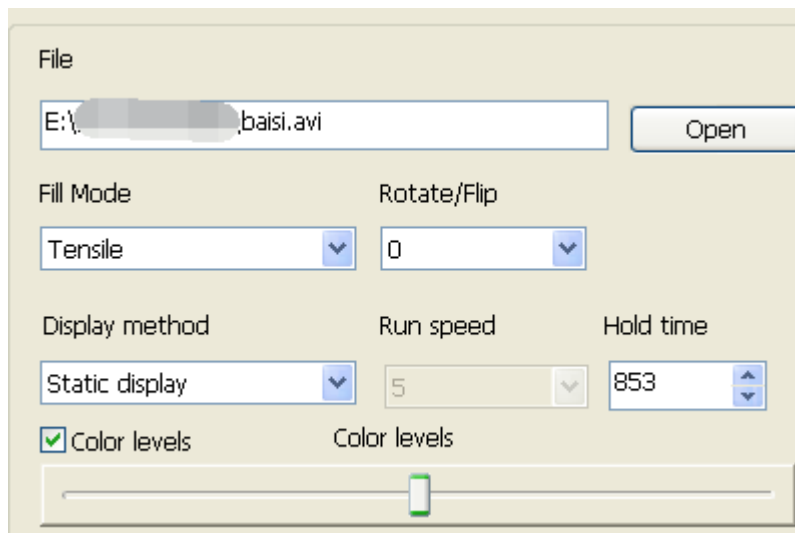 File
E:\ baisi.avi
Open
Fill Mode
Rotate/Flip
Tensile
0
Display method
Run speed
Hold time
Static display
5
853
Color levels
Color levels